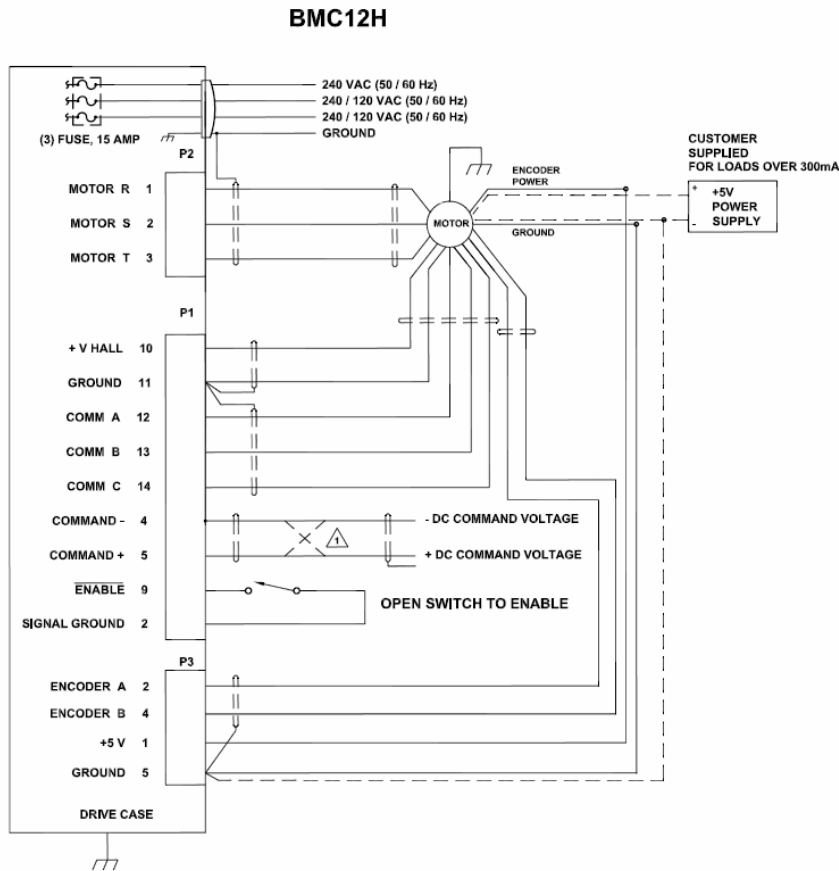 BMC12H
240 VAC (50 / 60 Hz)
240 / 120 VAC (50 / 60 Hz)
240 / 120 VAC (50 / 60 Hz)
GROUND
(3) FUSE, 15 AMP
P2
MOTOR R 1
MOTOR S 2
MOTOR T 3
MOTOR
ENCODER
POWER
GROUND
CUSTOMER
SUPPLIED
FOR LOADS OVER 300mA
+ +5V
POWER
- SUPPLY
P1
+ V HALL 10
GROUND 11
COMM A 12
COMM B 13
COMM C 14
COMMAND - 4
- DC COMMAND VOLTAGE
1
COMMAND + 5
+ DC COMMAND VOLTAGE
ENABLE 9
OPEN SWITCH TO ENABLE
SIGNAL GROUND 2
P3
ENCODER A 2
ENCODER B 4
+5 V 1
GROUND 5
DRIVE CASE